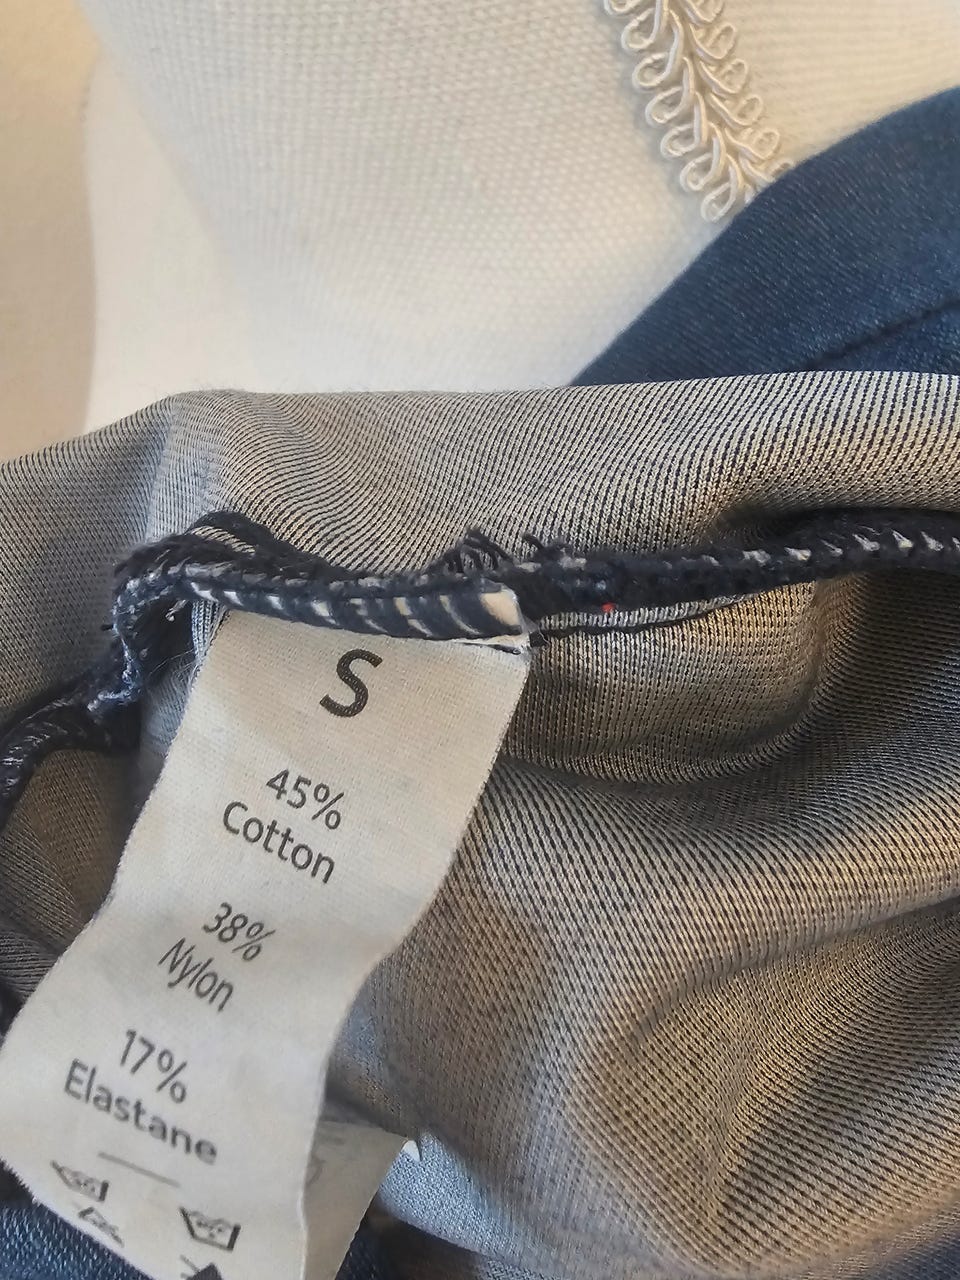 S
45%
Cotton
38%
Nylon
17%
Elastane